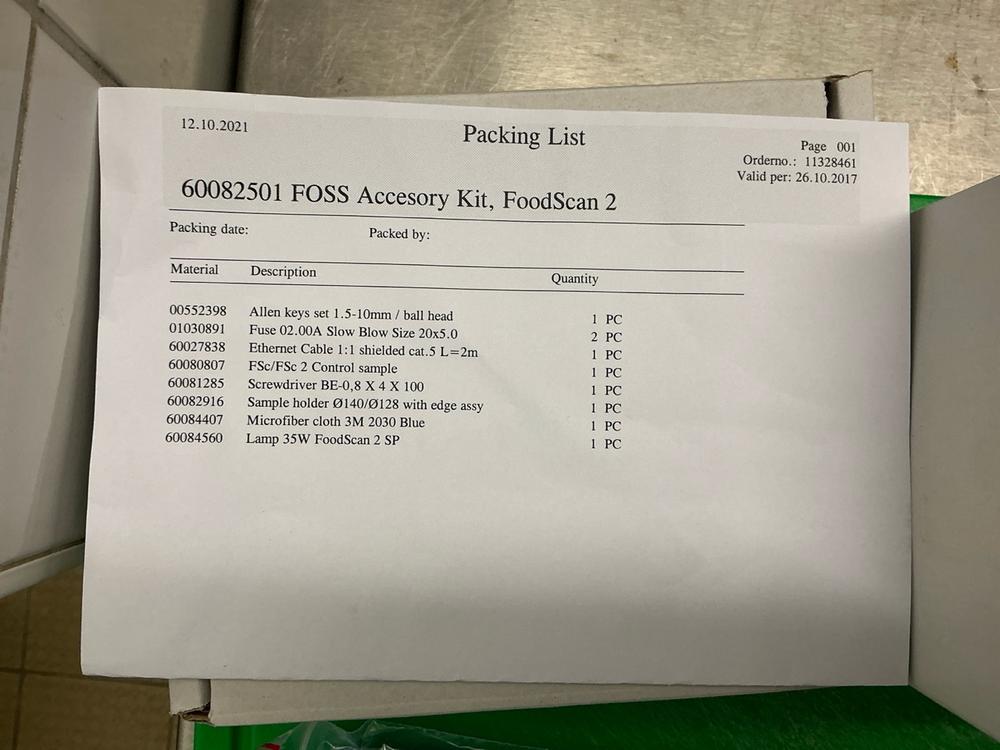 12.10.2021
Packing List
Page 001
Orderno.: 11328461
Valid per: 26.10.2017
60082501 FOSS Accesory Kit, FoodScan 2
Packing date: Packed by:
Material Description Quantity
00552398 Allen keys set 1.5-10mm / ball head 1 PC
01030891 Fuse 02.00A Slow Blow Size 20x5.0 2 PC
60027838 Ethernet Cable 1:1 shielded cat.5 L=2m 1 PC
60080807 FSc/FSc 2 Control sample 1 PC
60081285 Screwdriver BE-0,8 X 4 X 100 1 PC
60082916 Sample holder Ø140/Ø128 with edge assy 1 PC
60084407 Microfiber cloth 3M 2030 Blue 1 PC
60084560 Lamp 35W FoodScan 2 SP 1 PC